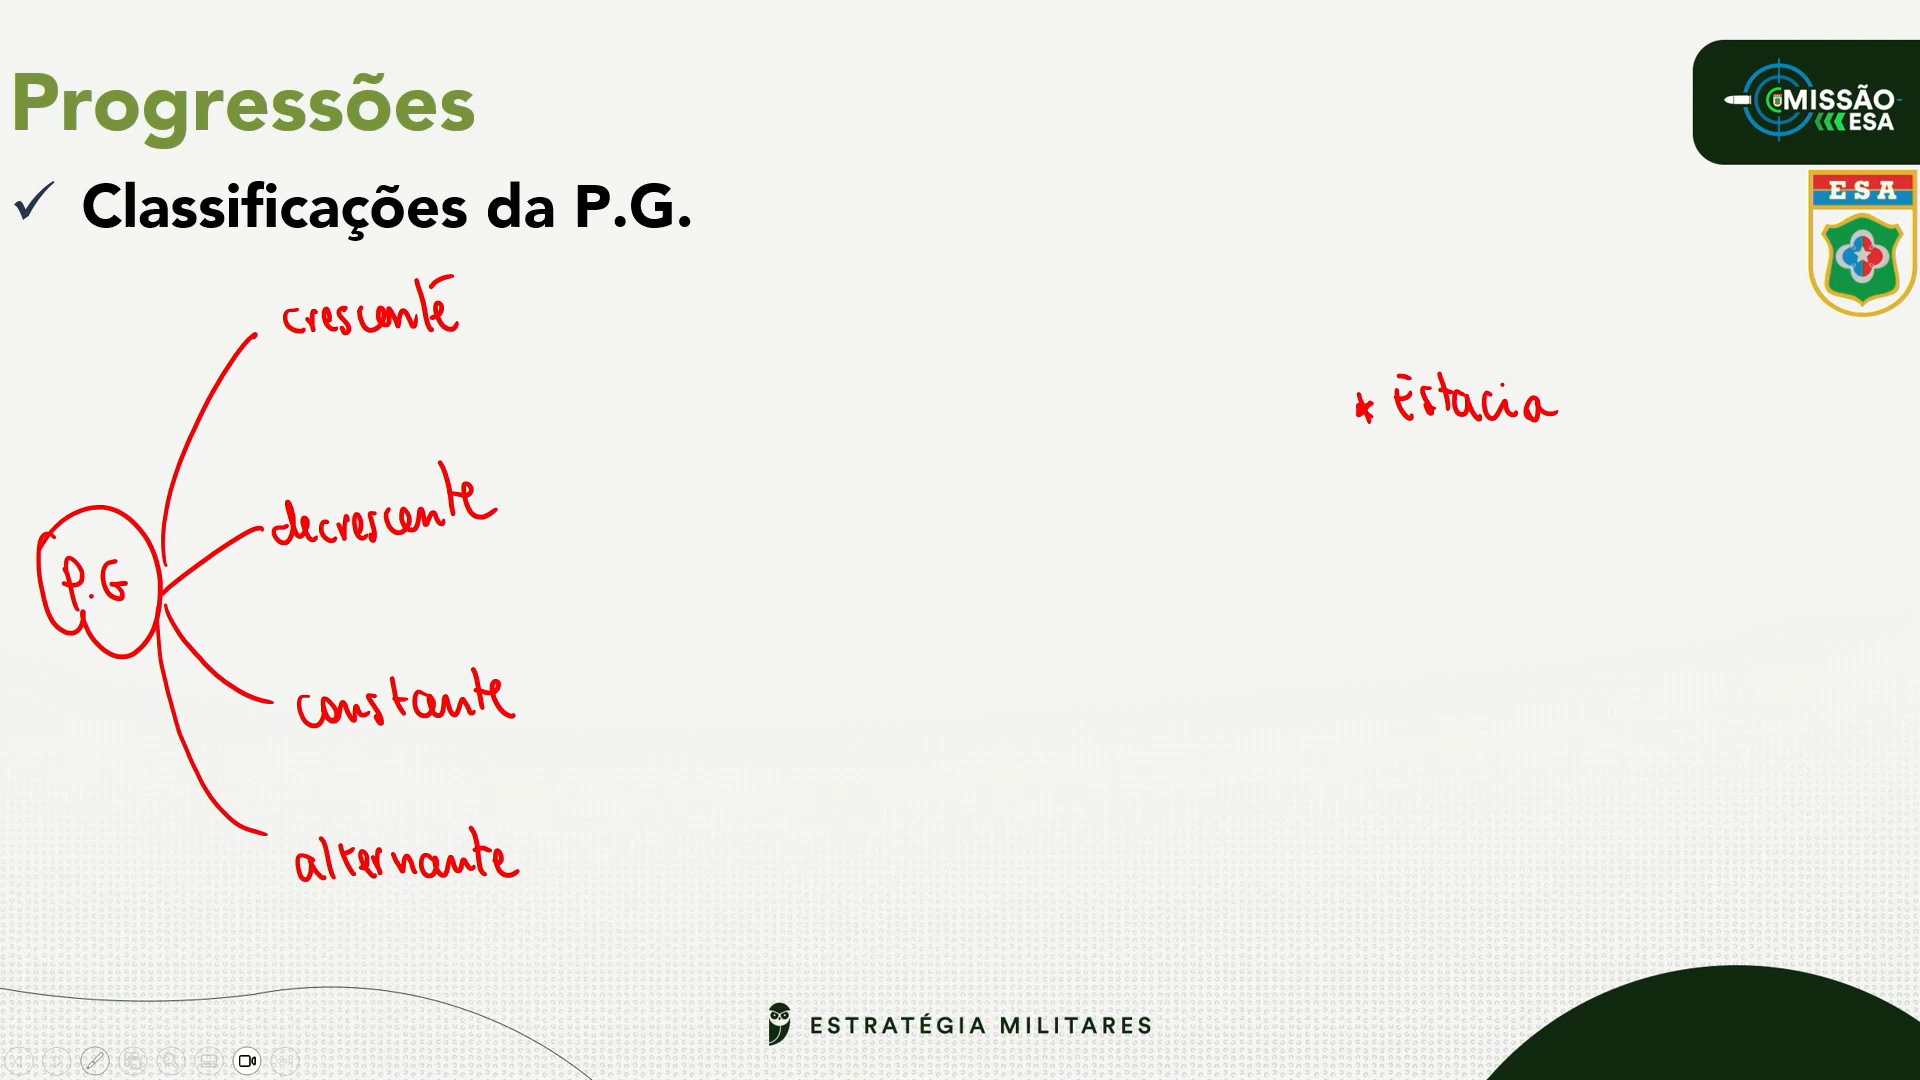 Progressões
MISSÃO
ESA
✓ Classificações da P.G.
ESA
crescente
* Estacia
decrescente
P.G
constante
alternante
ESTRATÉGIA MILITARES